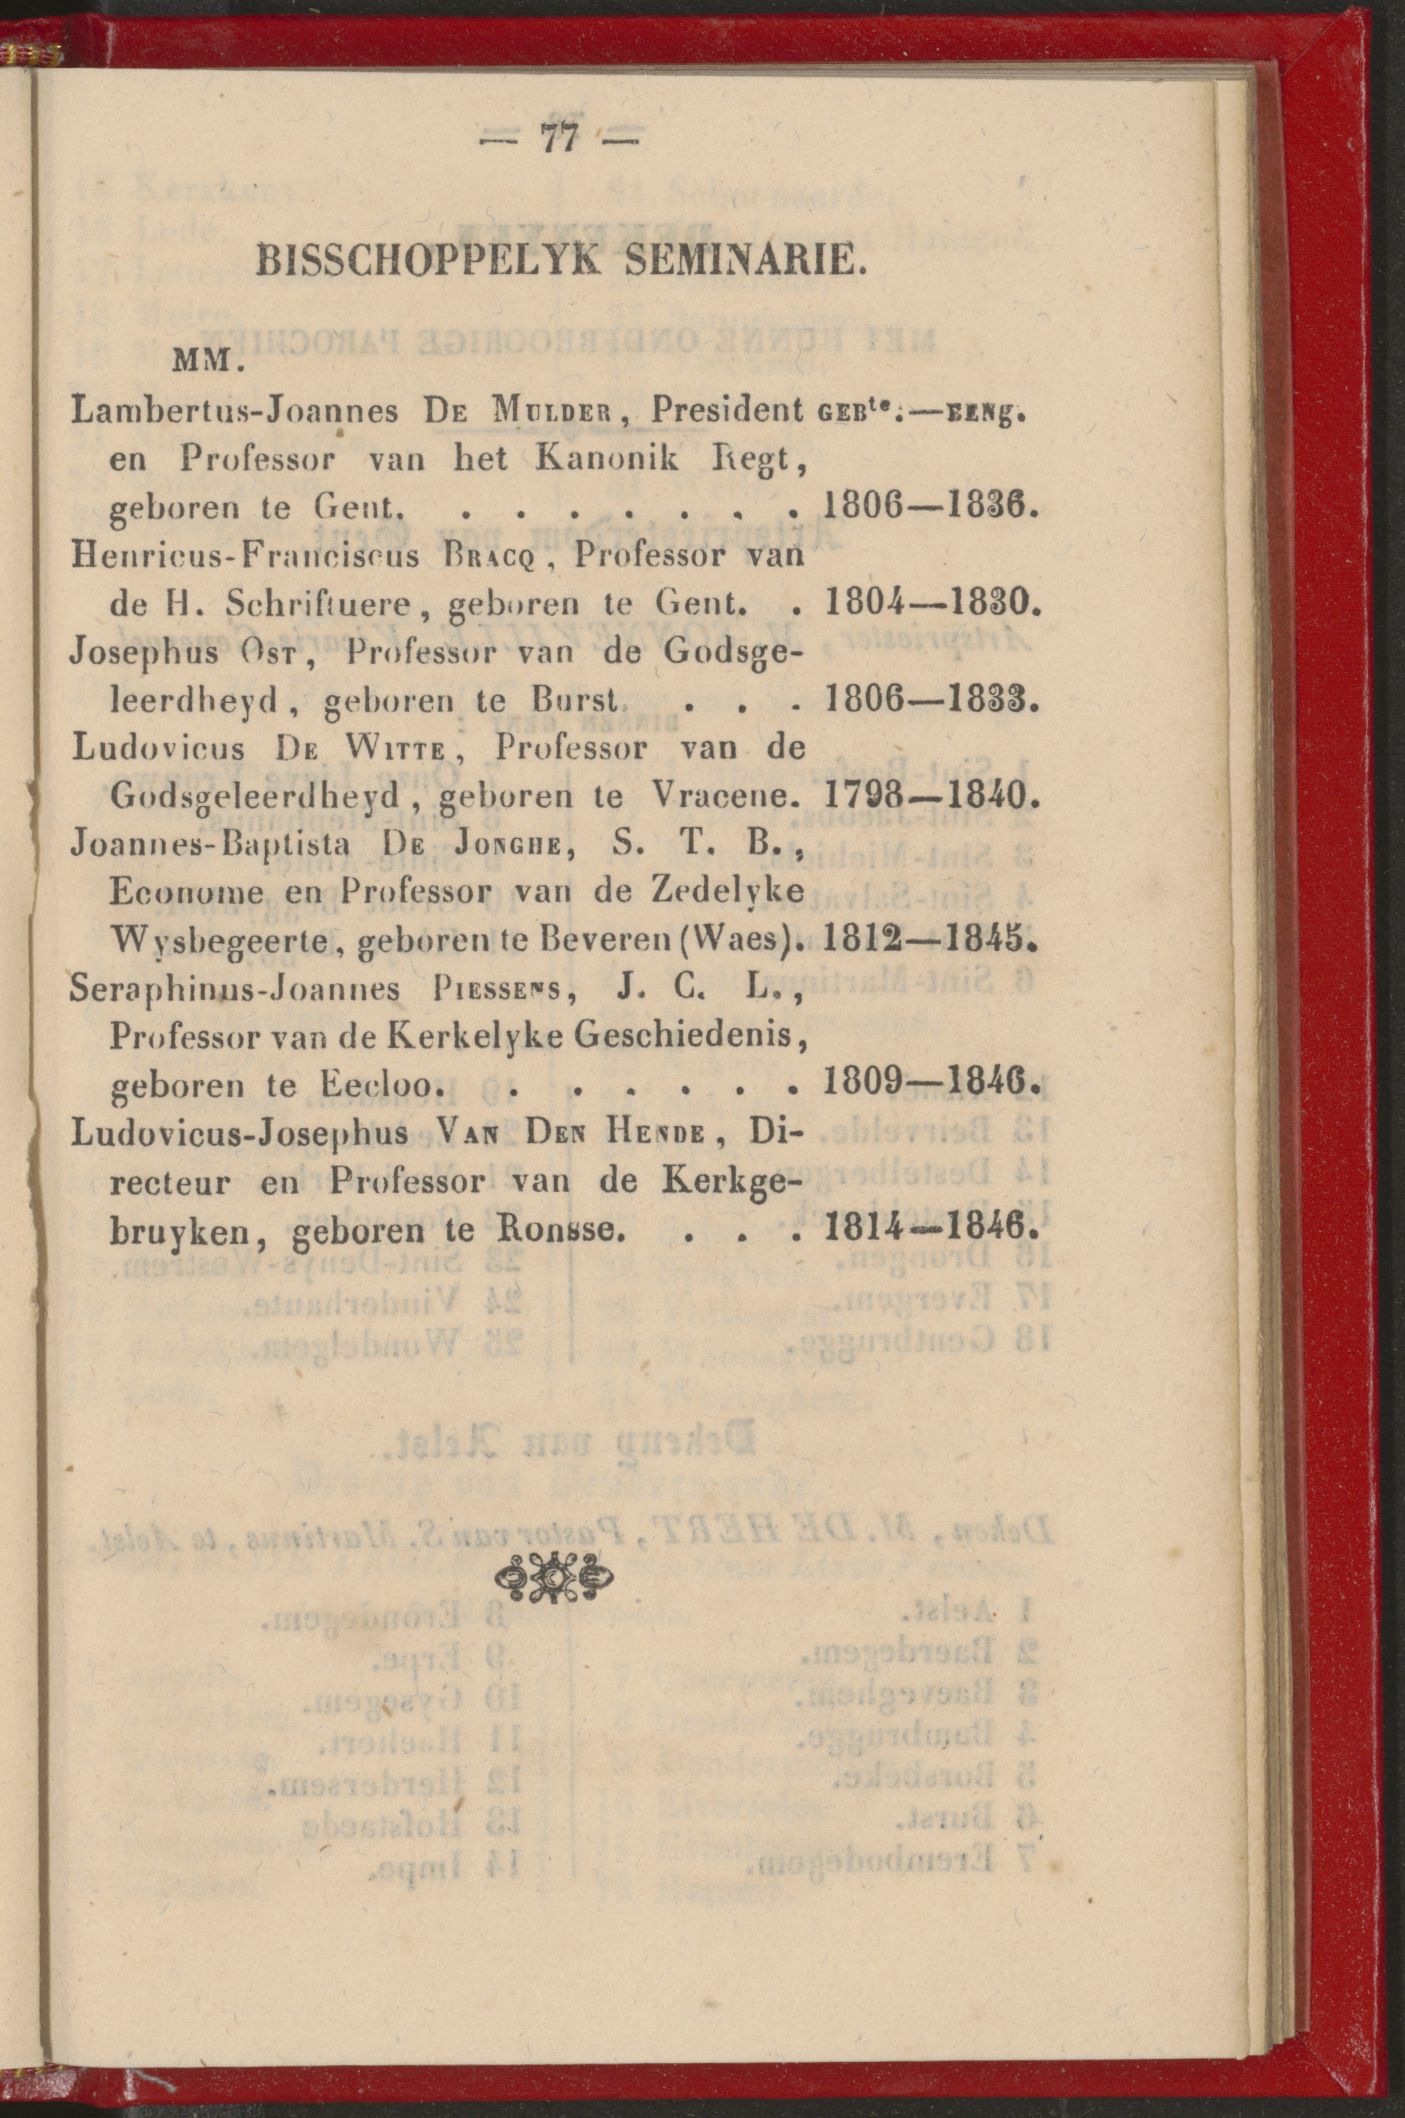 — 77 —
BISSCHOPPELYK SEMINARIE.
MM.
Lambertus-Joannes De Mulder, President GEBte.—BENg.
en Professor van het Kanonik Regt,
geboren te Gent. . . . . . . . 1806—1836.
Henricus-Franciscus Bracq, Professor van
de H. Schriftuere, geboren te Gent. . 1804—1830.
Josephus Ost, Professor van de Godsge-
leerdheyd, geboren te Burst. . . . 1806—1833.
Ludovicus De Witte, Professor van de
Godsgeleerdheyd, geboren te Vracene. 1798—1840.
Joannes-Baptista De Jonghe, S. T. B.,
Econome en Professor van de Zedelyke
Wysbegeerte, geboren te Beveren (Waes). 1812—1845.
Seraphinus-Joannes Piessens, J. C. L.,
Professor van de Kerkelyke Geschiedenis,
geboren te Eecloo. . . . . . . 1809—1846.
Ludovicus-Josephus Van Den Hende, Di-
recteur en Professor van de Kerkge-
bruyken, geboren te Ronsse. . . . 1814—1846.